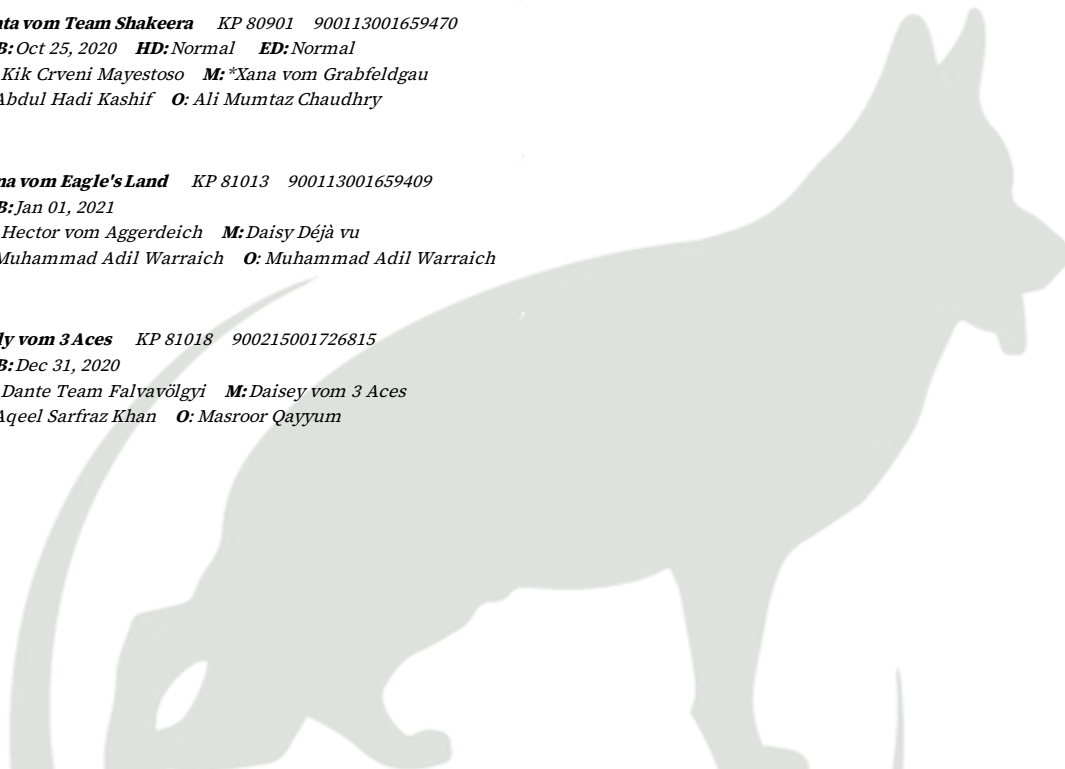 ta vom Team Shakeera KP 80901 900113001659470
B: Oct 25, 2020 HD: Normal ED: Normal
Kik Crveni Mayestoso M: *Xana vom Grabfeldgau
Abdul Hadi Kashif O: Ali Mumtaz Chaudhry
na vom Eagle's Land KP 81013 900113001659409
B: Jan 01, 2021
Hector vom Aggerdeich M: Daisy Déjà vu
Muhammad Adil Warraich O: Muhammad Adil Warraich
ly vom 3 Aces KP 81018 900215001726815
B: Dec 31, 2020
Dante Team Falvavölgyi M: Daisey vom 3 Aces
Aqeel Sarfraz Khan O: Masroor Qayyum